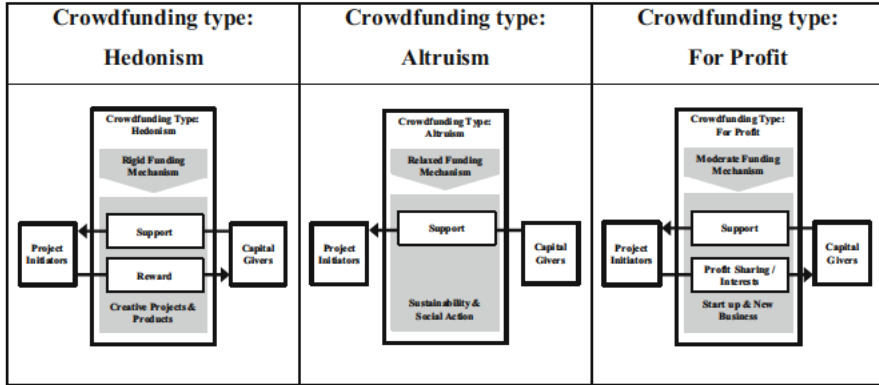 Crowdfunding type:
Hedonism
Crowdfunding type:
Altruism
Crowdfunding type:
For Profit
Crowdfunding Type:
Hedonism
Rigid Funding
Mechanism
Project
Initiators
Support
Reward
Capital
Givers
Creative Projects &
Products
Crowdfunding Type:
Altruism
Relaxed Funding
Mechanism
Project
Initiators
Support
Capital
Givers
Sustainability &
Social Action
Crowdfunding Type:
For Profit
Moderate Funding
Mechanism
Project
Initiators
Support
Profit Sharing /
Interests
Capital
Givers
Start up & New
Business